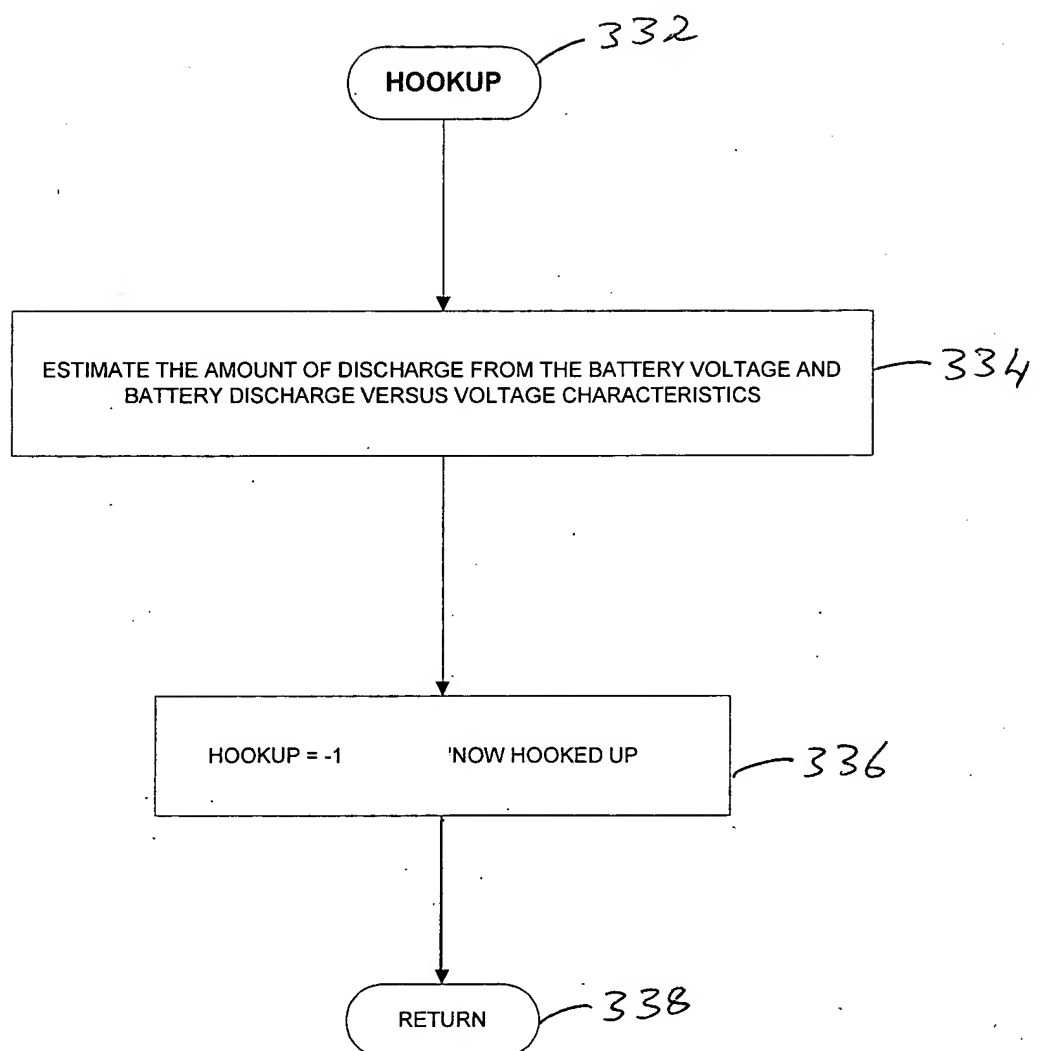 332
HOOKUP
ESTIMATE THE AMOUNT OF DISCHARGE FROM THE BATTERY VOLTAGE AND
BATTERY DISCHARGE VERSUS VOLTAGE CHARACTERISTICS
334
HOOKUP = -1 'NOW HOOKED UP
336
RETURN
338